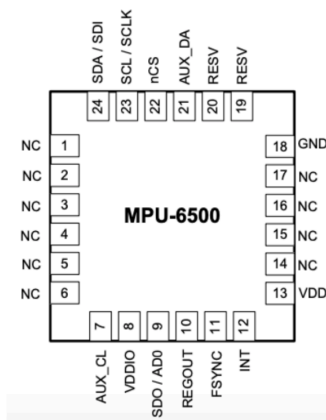 SDA / SDI
SCL / SCLK
nCS
AUX_DA
RESV
RESV
24
23
22
21
20
19
NC 1
18 GND
NC 2
17 NC
NC 3
16 NC
MPU-6500
NC 4
15 NC
NC 5
14 NC
NC 6
13 VDD
7
8
9
10
11
12
AUX_CL
VDDIO
SDO / AD0
REGOUT
FSYNC
INT